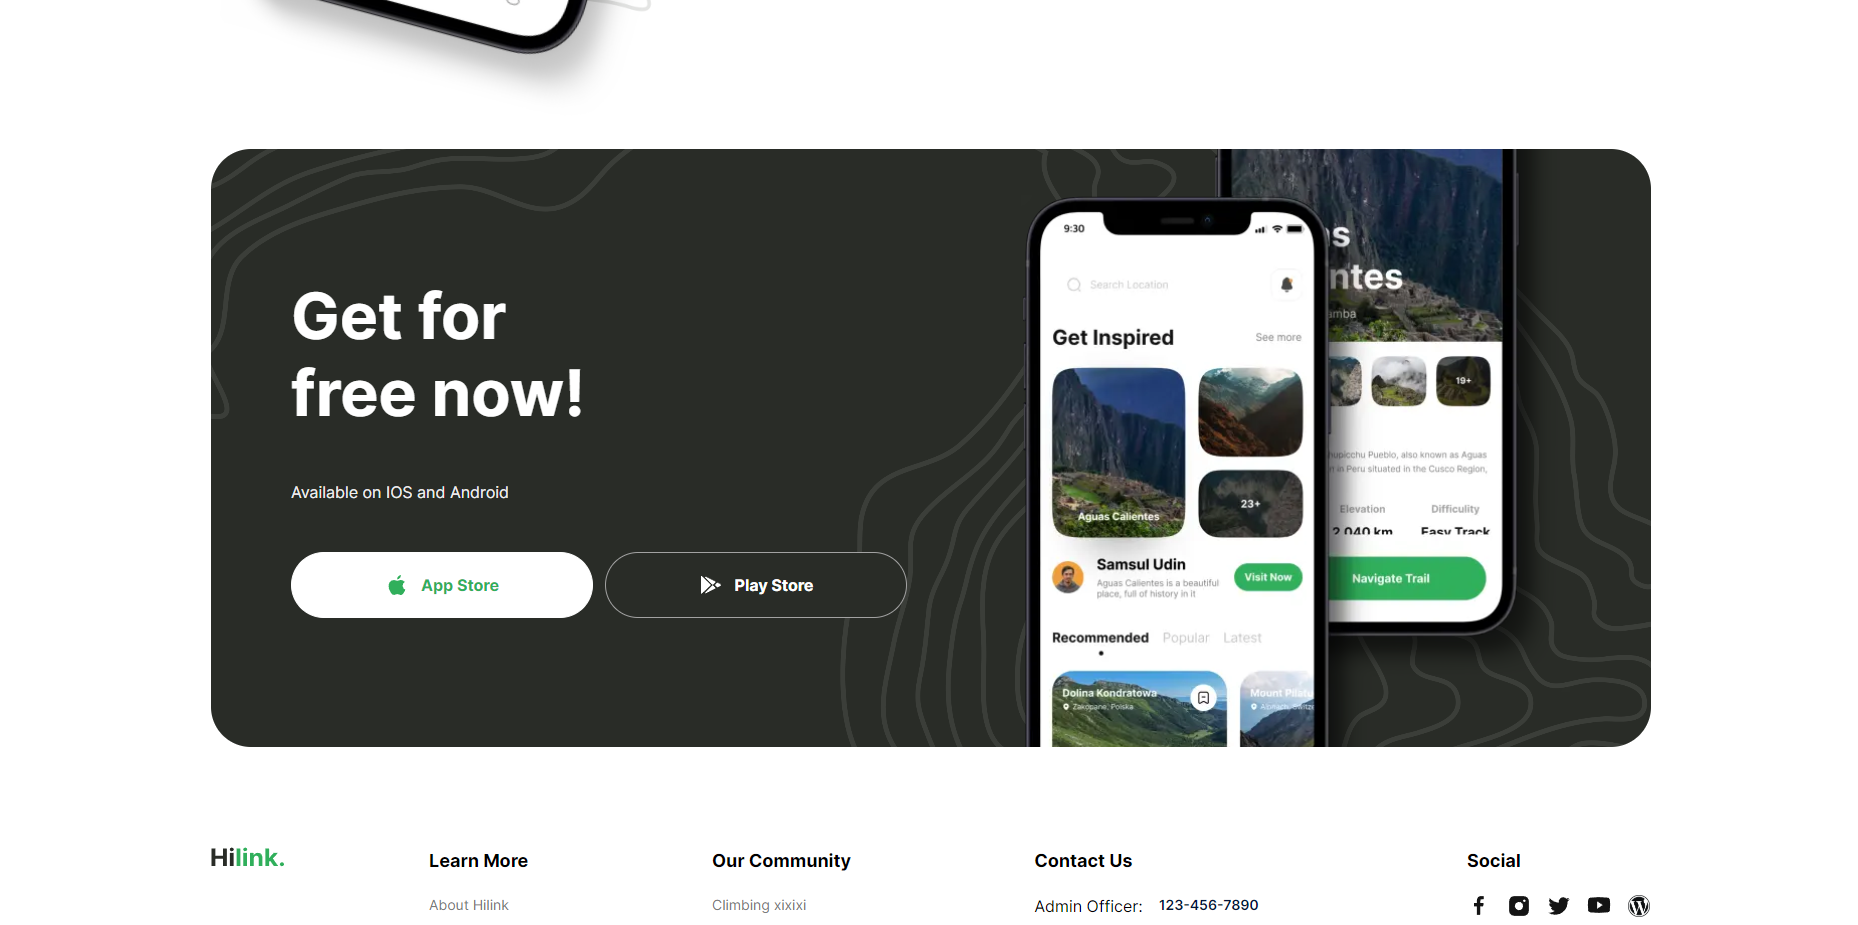 Get for
free now!
Available on IOS and Android
App Store
Play Store
9:30
Search Location
Get Inspired
See more
Aguas Calientes
23+
Samsul Udin
Aguas Calientes is a beautiful
place, full of history in it
Visit Now
Recommended Popular Latest
Dolina Kondratowa
Zakopane, Polska
Mount
ntes
19+
Pueblo, also known as Aguas
in Peru situated in the Cusco Region,
Elevation
Difficulity
2.040 km
Easy Track
Navigate Trail
Hilink.
Learn More
About Hilink
Our Community
Climbing xixixi
Contact Us
Admin Officer: 123-456-7890
Social